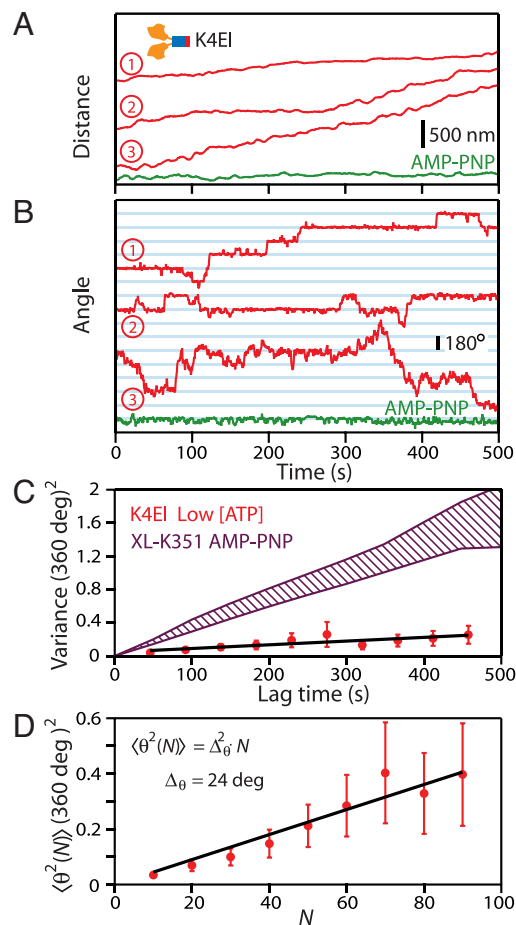 A
K4EI
1
2
3
Distance
500 nm
AMP-PNP
B
1
2
3
Angle
180°
AMP-PNP
0 100 200 300 400 500
Time (s)
C
2
1.6
1.2
0.8
0.4
0
Variance (360 deg)²
K4EI Low [ATP]
XL-K351 AMP-PNP
0 100 200 300 400 500
Lag time (s)
D
0.6
0.4
0.2
0
⟨θ²(N)⟩ (360 deg)²
⟨θ²(N)⟩ = Δ²θ· N
Δθ = 24 deg
0 20 40 60 80 100
N